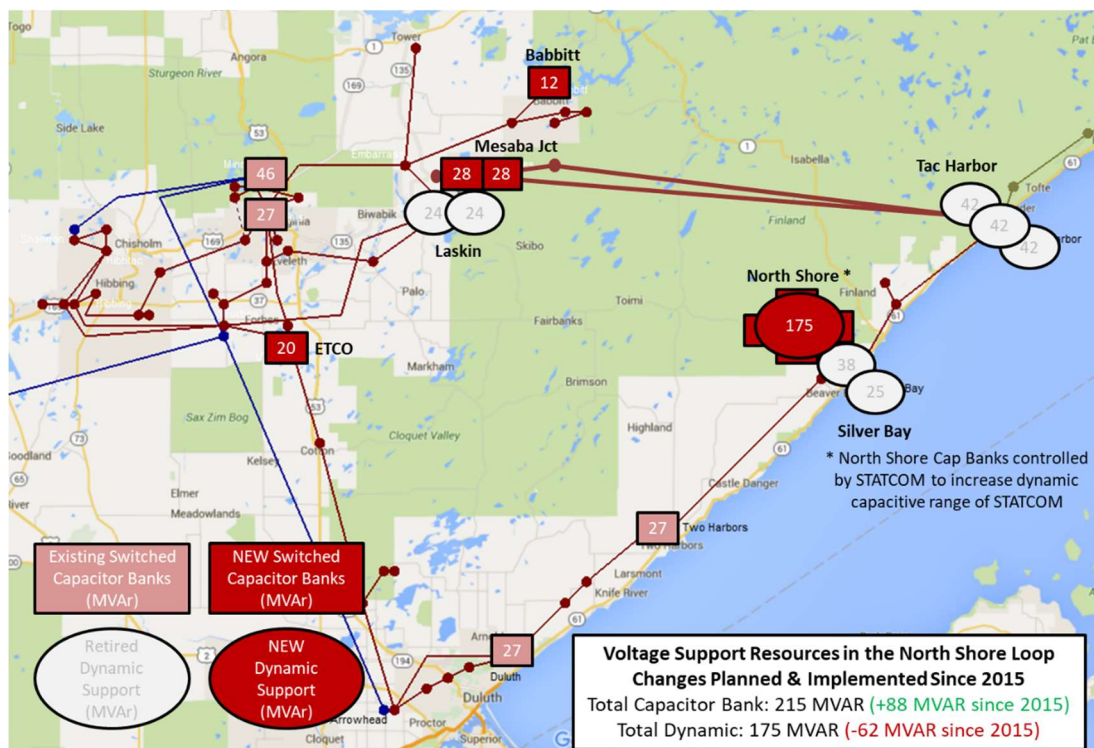 Togo
Tower
Angora
Sturgeon River
Babbitt
12
Babbitt
Side Lake
Embarra
Isabella
Mesaba Jct
28
28
Tac Harbor
Tofte
46
27
24
24
Laskin
42
42
42
Chisholm
Biwabik
Eveleth
Skibo
Finland
Hibbing
Palo
North Shore *
Finland
Forbes
Toimi
175
20
ETCO
Fairbanks
Markham
38
25
Bay
Beaver
Brimson
Sax Zim Bog
Silver Bay
Highland
Cloquet Valley
* North Shore Cap Banks controlled
by STATCOM to increase dynamic
capacitive range of STATCOM
Goodland
Cotton
Kelsey
Elmer
Meadowlands
Castle Danger
27
Two Harbors
Two Harbors
Larsmont
Knife River
Existing Switched
Capacitor Banks
(MVAr)
NEW Switched
Capacitor Banks
(MVAr)
Retired
Dynamic
Support
(MVAr)
NEW
Dynamic
Support
(MVAr)
27
Duluth
Duluth
Arrowhead
Proctor
Cloquet
Superior
Voltage Support Resources in the North Shore Loop
Changes Planned & Implemented Since 2015
Total Capacitor Bank: 215 MVAR (+88 MVAR since 2015)
Total Dynamic: 175 MVAR (-62 MVAR since 2015)